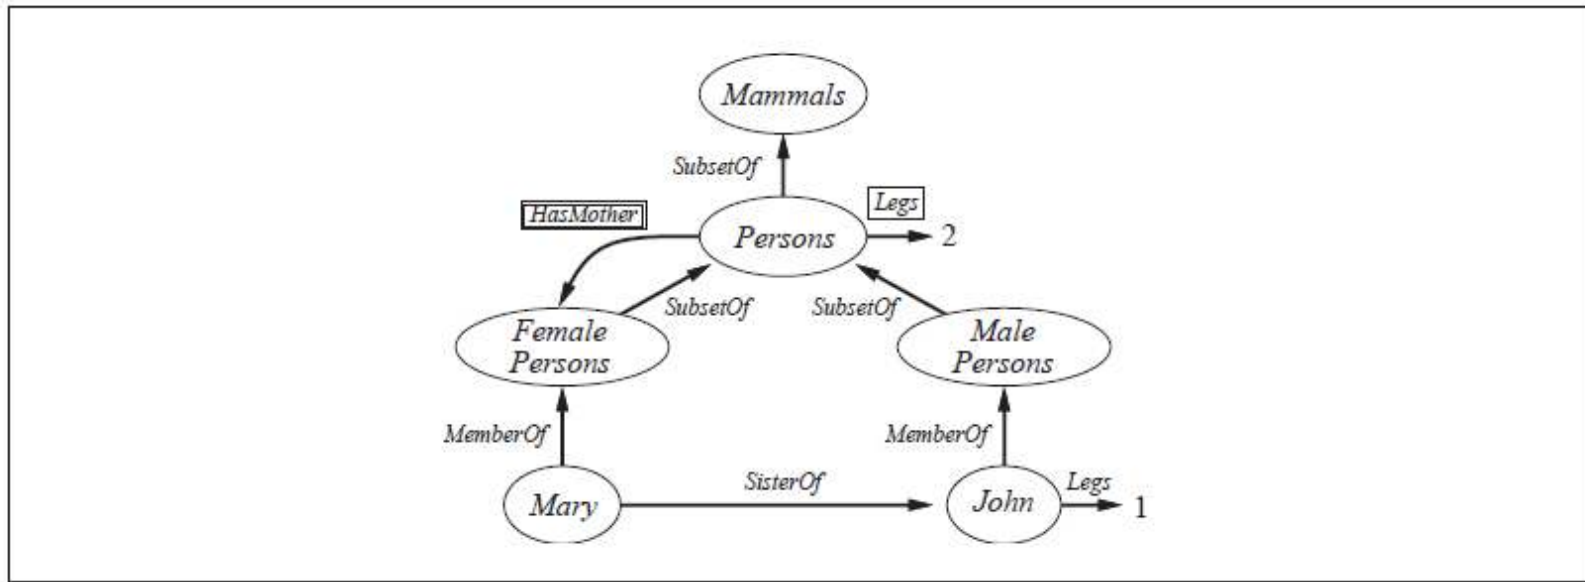 Mammals
SubsetOf
HasMother
Legs
Persons
2
SubsetOf
SubsetOf
Female
Persons
Male
Persons
MemberOf
MemberOf
Mary
SisterOf
John
Legs
1